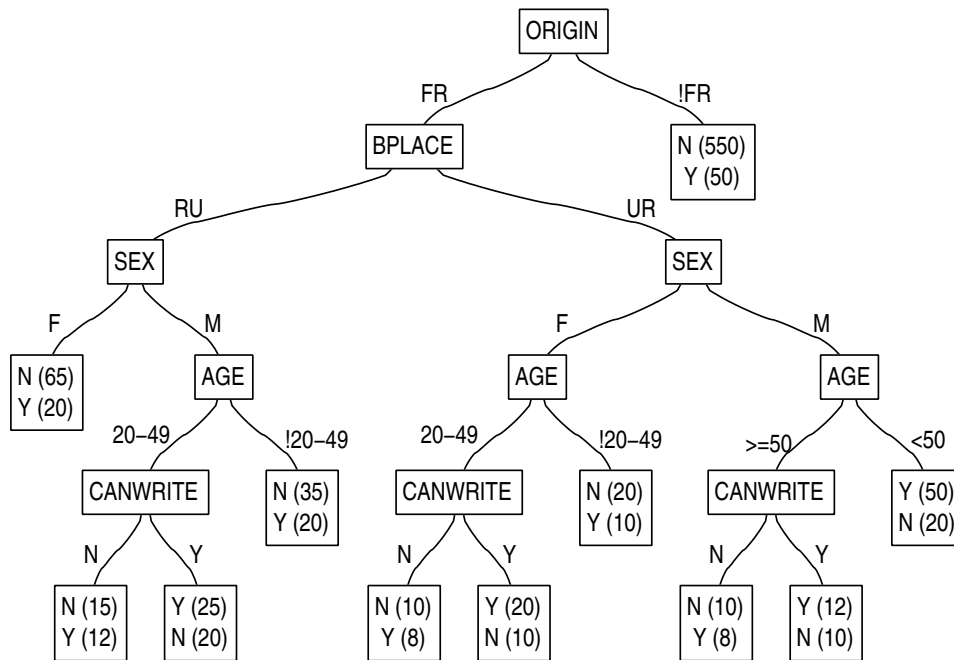 ORIGIN
FR
!FR
BPLACE
N (550)
Y (50)
RU
UR
SEX
SEX
F
M
F
M
N (65)
Y (20)
AGE
AGE
AGE
20–49
!20–49
20–49
!20–49
>=50
<50
CANWRITE
N (35)
Y (20)
CANWRITE
N (20)
Y (10)
CANWRITE
Y (50)
N (20)
N
Y
N
Y
N
Y
N (15)
Y (12)
Y (25)
N (20)
N (10)
Y (8)
Y (20)
N (10)
N (10)
Y (8)
Y (12)
N (10)